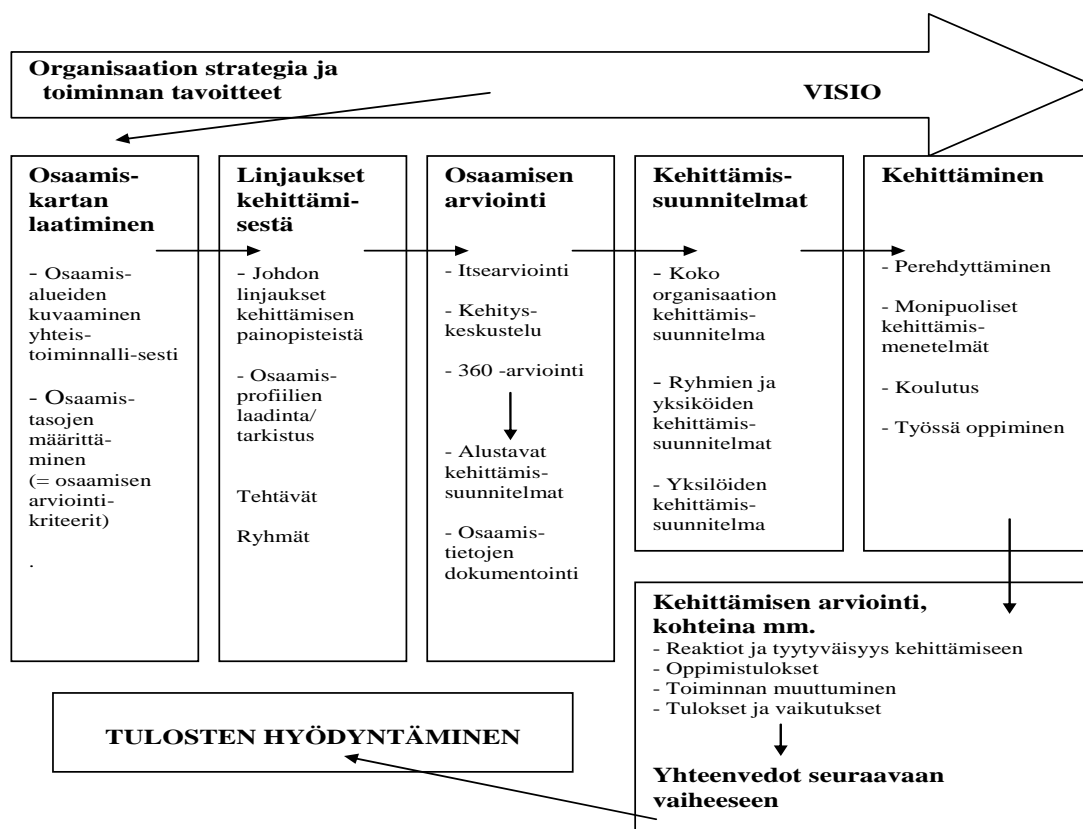 Organisaation strategia ja
toiminnan tavoitteet
VISIO
Osaamis-
kartan
laatiminen
- Osaamis-
alueiden
kuvaaminen
yhteis-
toiminnalli-sesti
- Osaamis-
tasojen
määrittä-
minen
(= osaamisen
arviointi-
kriteerit)
.
Linjaukset
kehittämi-
sestä
- Johdon
linjaukset
kehittämisen
painopisteistä
- Osaamis-
profiilien
laadinta/
tarkistus
Tehtävät
Ryhmät
Osaamisen
arviointi
- Itsearviointi
- Kehitys-
keskustelu
- 360 -arviointi
- Alustavat
kehittämis-
suunnitelmat
- Osaamis-
tietojen
dokumentointi
Kehittämis-
suunnitelmat
- Koko
organisaation
kehittämis-
suunnitelma
- Ryhmien ja
yksiköiden
kehittämis-
suunnitelmat
- Yksilöiden
kehittämis-
suunnitelma
Kehittäminen
- Perehdyttäminen
- Monipuoliset
kehittämis-
menetelmät
- Koulutus
- Työssä oppiminen
Kehittämisen arviointi,
kohteina mm.
- Reaktiot ja tyytyväisyys kehittämiseen
- Oppimistulokset
- Toiminnan muuttuminen
- Tulokset ja vaikutukset
Yhteenvedot seuraavaan
vaiheeseen
TULOSTEN HYÖDYNTÄMINEN